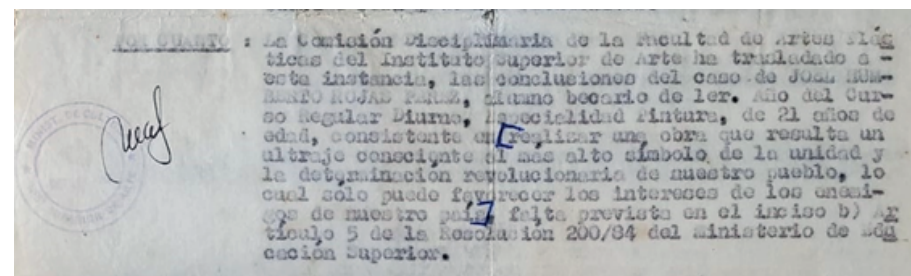 POR CUANTO : La Comisión Disciplinaria de la Facultad de Artes Plás
ticas del Instituto Superior de Arte ha trasladado a -
esta instancia, las conclusiones del caso de JOEL HUM-
BERTO ROJAS PEREZ, alumno becario de 1er. Año del Cur-
so Regular Diurno, Especialidad Pintura, de 21 años de
edad, consistente en [realizar una obra que resulta un
ultraje consciente al mas alto símbolo de la unidad y
la determinación revolucionaria de nuestro pueblo, lo
cual solo puede favorecer los intereses de los enemi-
gos de nuestro país] falta prevista en el inciso b) Ar
tículo 5 de la Resolución 200/84 del Ministerio de Edu
cación Superior.